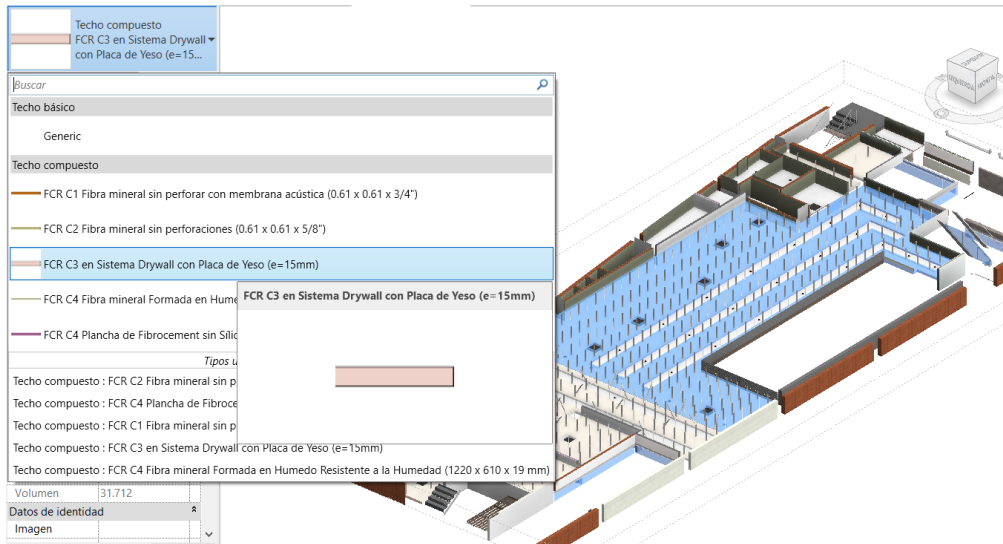 Techo compuesto
FCR C3 en Sistema Drywall
con Placa de Yeso (e=15...
Buscar
Techo básico
Generic
Techo compuesto
FCR C1 Fibra mineral sin perforar con membrana acústica (0.61 x 0.61 x 3/4")
FCR C2 Fibra mineral sin perforaciones (0.61 x 0.61 x 5/8")
FCR C3 en Sistema Drywall con Placa de Yeso (e=15mm)
FCR C4 Fibra mineral Formada en Hume
FCR C3 en Sistema Drywall con Placa de Yeso (e=15mm)
FCR C4 Plancha de Fibrocement sin Sílic
Tipos u
Techo compuesto : FCR C2 Fibra mineral sin p
Techo compuesto : FCR C4 Plancha de Fibroce
Techo compuesto : FCR C1 Fibra mineral sin p
Techo compuesto : FCR C3 en Sistema Drywall con Placa de Yeso (e=15mm)
Techo compuesto : FCR C4 Fibra mineral Formada en Humedo Resistente a la Humedad (1220 x 610 x 19 mm)
Volumen 31.712
Datos de identidad
Imagen